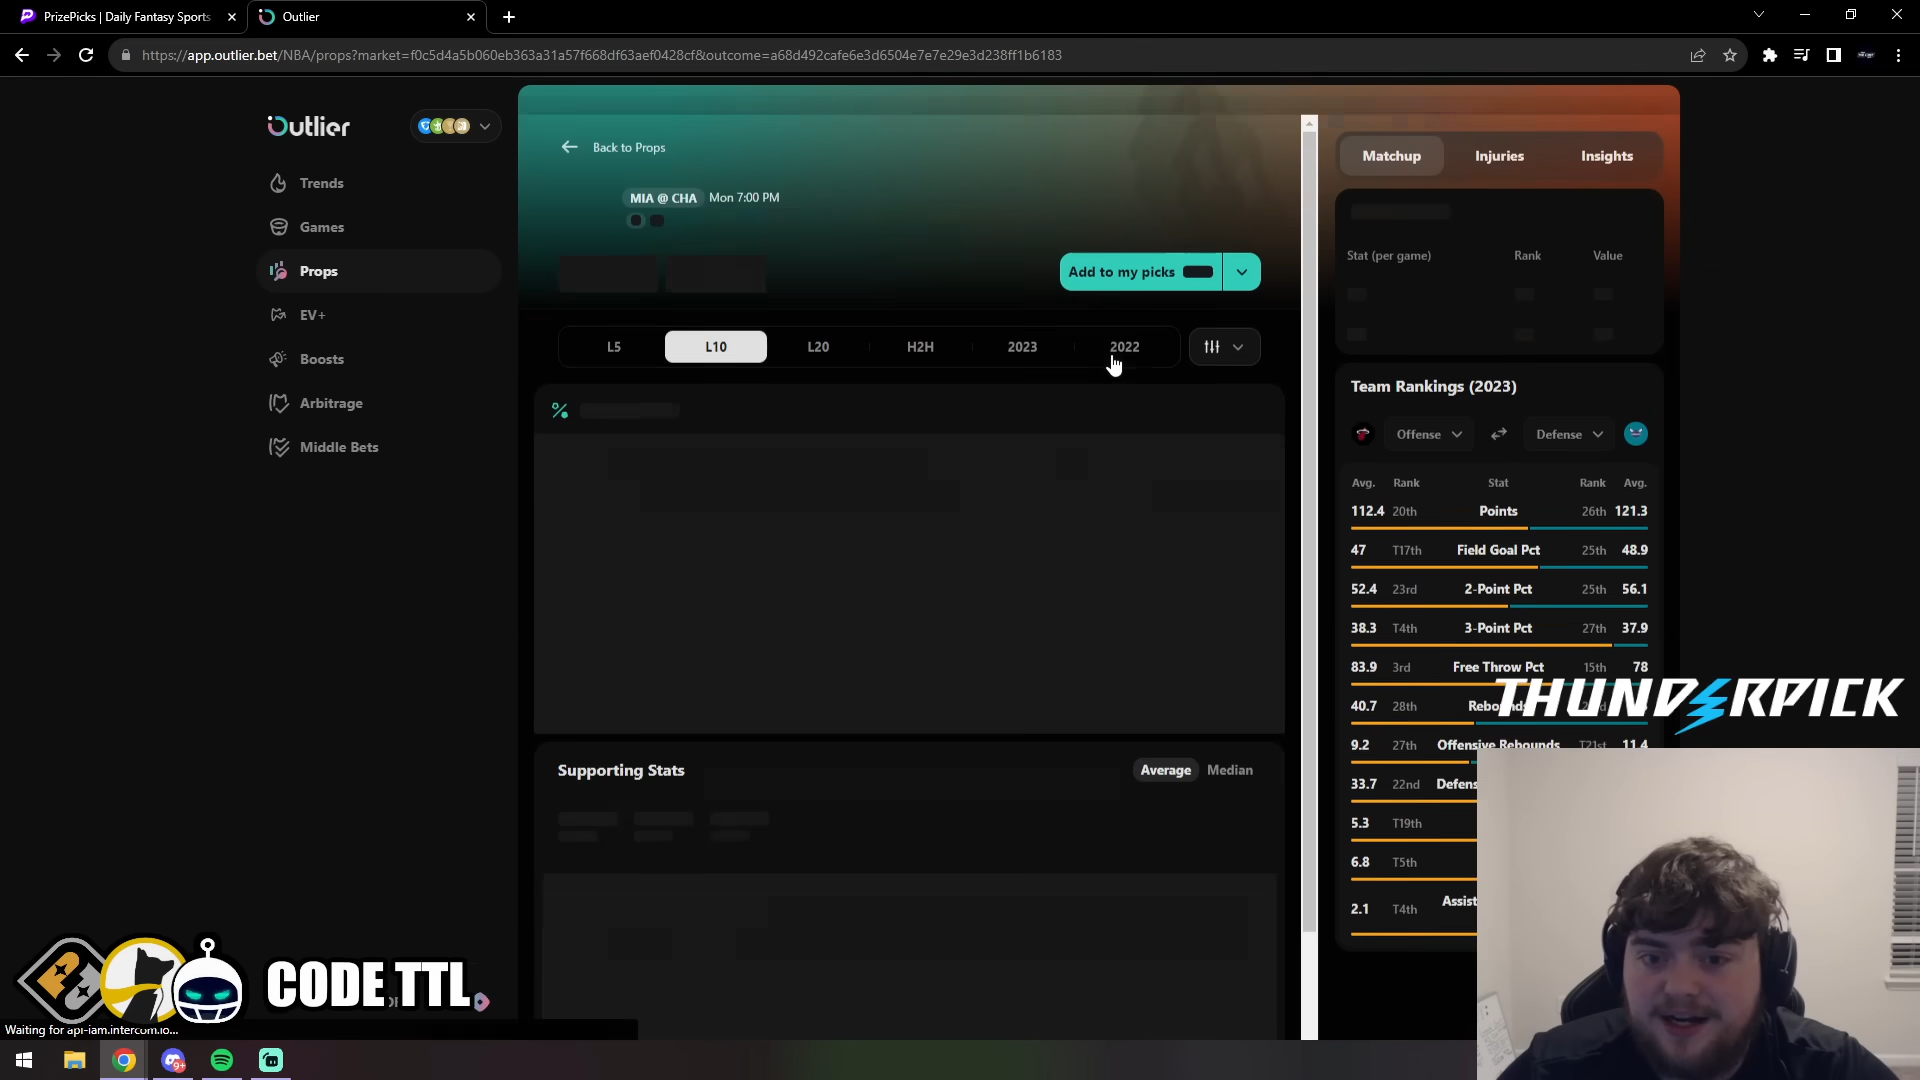 PrizePicks | Daily Fantasy Sports
Outlier
https://app.outlier.bet/NBA/props?market=f0c5d4a5b060eb363a31a57f668df63aef0428cf&outcome=a68d492cafe6e3d6504e7e7e29e3d238ff1b6183
Outlier
Trends
Games
Props
EV+
Boosts
Arbitrage
Middle Bets
Back to Props
MIA @ CHA Mon 7:00 PM
Add to my picks
L5 L10 L20 H2H 2023 2022
Supporting Stats
Average Median
Matchup Injuries Insights
Stat (per game) Rank Value
Team Rankings (2023)
Offense Defense
Avg. Rank Stat Rank Avg.
112.4 20th Points 26th 121.3
47 T17th Field Goal Pct 25th 48.9
52.4 23rd 2-Point Pct 25th 56.1
38.3 T4th 3-Point Pct 27th 37.9
83.9 3rd Free Throw Pct 15th 78
40.7 28th
9.2 27th Offensive Rebounds T21st 11.4
33.7 22nd Defens
5.3 T19th
6.8 T5th
2.1 T4th Assist
THUNDERPICK
CODE TTL
Waiting for api-iam.intercom.io...
9+